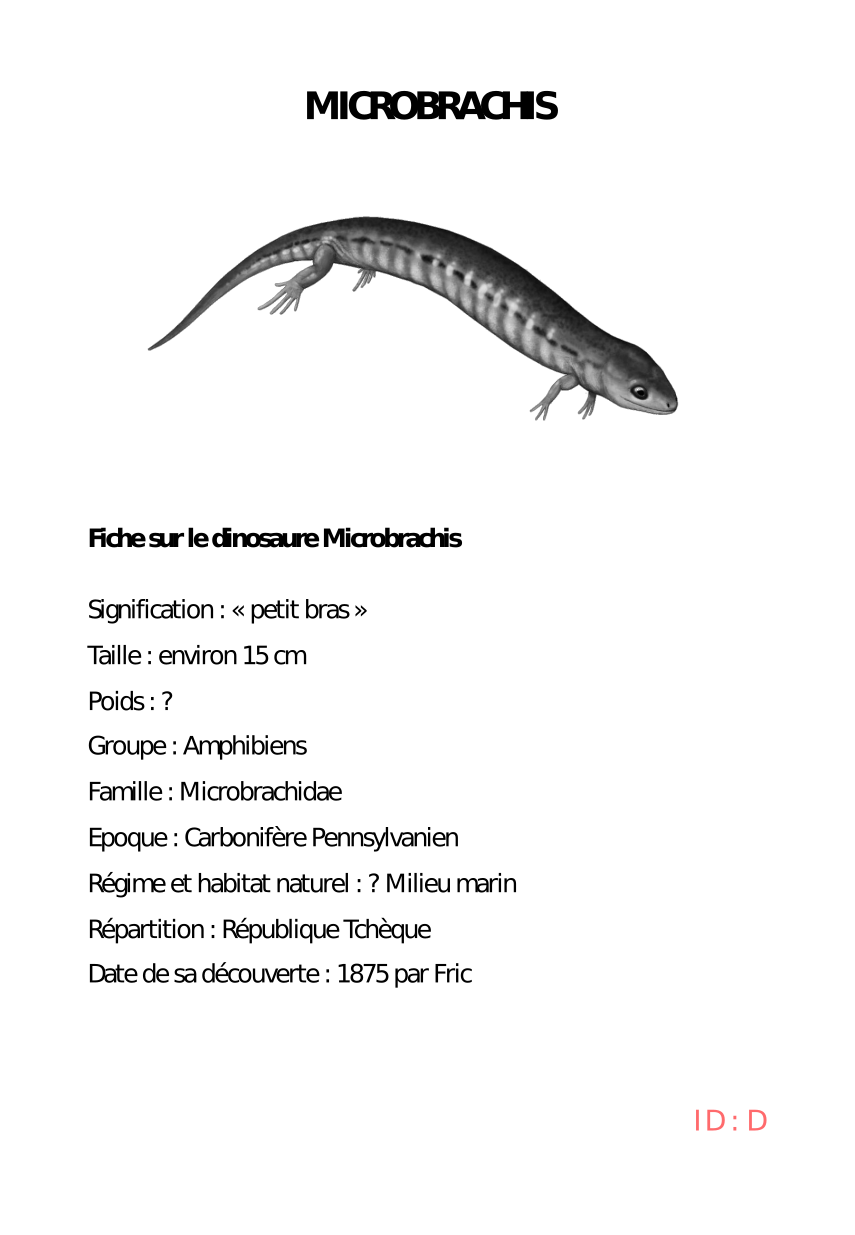 MICROBRACHIS
Fiche sur le dinosaure Microbrachis
Signification : « petit bras »
Taille : environ 15 cm
Poids : ?
Groupe : Amphibiens
Famille : Microbrachidae
Epoque : Carbonifère Pennsylvanien
Régime et habitat naturel : ? Milieu marin
Répartition : République Tchèque
Date de sa découverte : 1875 par Fric
ID : D